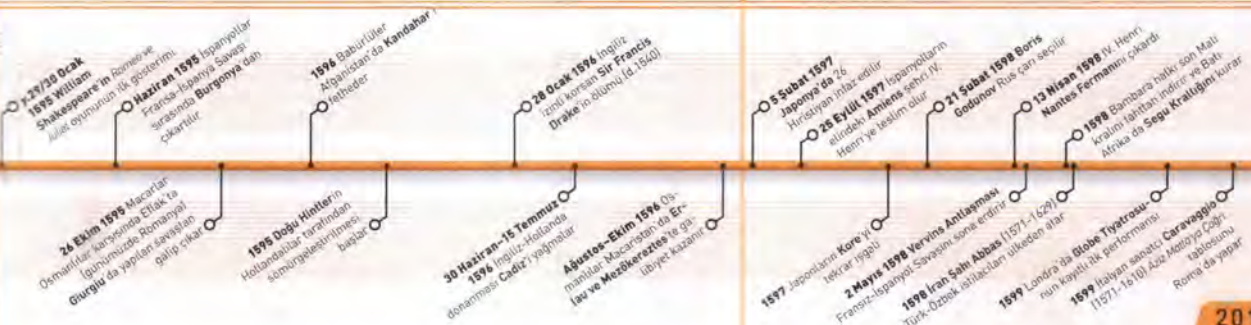 y.29/30 Ocak
1595 William
Shakespeare'in Romeo ve
Juliet oyununun ilk gösterimi
Haziran 1595 İspanyollar
Fransa-İspanya Savaşı
sırasında Burgonya'dan
çıkartılır
1596 Babürlüler
Afganistan'da Kandahar'ı
fetheder
28 Ocak 1596 İngiliz
izinli korsan Sir Francis
Drake'in ölümü (d.1540)
5 Şubat 1597
Japonya'da 26
Hıristiyan infaz edilir
25 Eylül 1597 İspanyolların
elindeki Amiens şehri IV.
Henri'ye teslim olur
21 Şubat 1598 Boris
Godunov Rus çarı seçilir
13 Nisan 1598 IV. Henri
Nantes Fermanını çıkardı
1598 Bambara halkı son Mali
kralını tahttan indirir ve Batı
Afrika'da Segu Krallığını kurar
26 Ekim 1595 Macarlar
Osmanlılar karşısında Eflak'ta
(günümüzde Romanya)
Giurgiu'da yapılan savaştan
galip çıkar
1595 Doğu Hintlerin
Hollandalılar tarafından
sömürgeleştirilmesi
başlar
30 Haziran-15 Temmuz
1596 İngiliz-Hollanda
donanması Cadiz'i yağmalar
Ağustos-Ekim 1596 Os-
manlılar Macaristan'da Er-
lau ve Mezőkerezles'te ga-
libiyet kazanır
1597 Japonların Kore'yi
tekrar işgali
2 Mayıs 1598 Vervins Antlaşması
Fransız-İspanyol Savaşını sona erdirir
1598 İran Şahı Abbas (1571-1629),
Türk-Özbek istilacıları ülkeden atar
1599 Londra'da Globe Tiyatrosu-
nun kayıtlı ilk performansı
1599 İtalyan sanatçı Caravaggio
(1571-1610) Aziz Matta'ya Çağrı
tablosunu
Roma'da yapar
201